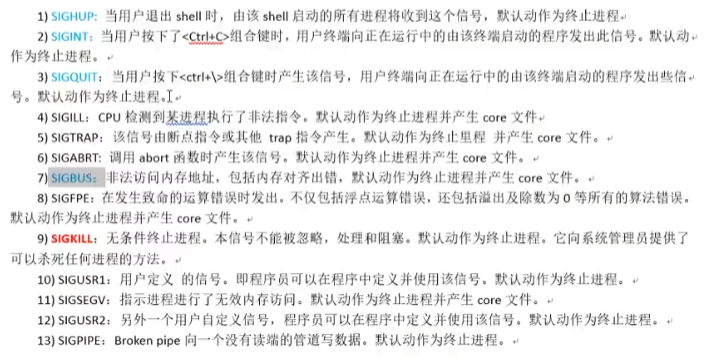 1) SIGHUP: 当用户退出 shell 时，由该 shell 启动的所有进程将收到这个信号，默认动作为终止进程
2) SIGINT：当用户按下了<Ctrl+C>组合键时，用户终端向正在运行中的由该终端启动的程序发出此信号。默认动
作为终止进程。
3) SIGQUIT：当用户按下<ctrl+\>组合键时产生该信号，用户终端向正在运行中的由该终端启动的程序发出些信
号。默认动作为终止进程。
4) SIGILL：CPU 检测到某进程执行了非法指令。默认动作为终止进程并产生 core 文件
5) SIGTRAP：该信号由断点指令或其他 trap 指令产生。默认动作为终止里程 并产生 core 文件。
6) SIGABRT: 调用 abort 函数时产生该信号。默认动作为终止进程并产生 core 文件。
7) SIGBUS：非法访问内存地址，包括内存对齐出错，默认动作为终止进程并产生 core 文件。
8) SIGFPE：在发生致命的运算错误时发出。不仅包括浮点运算错误，还包括溢出及除数为 0 等所有的算法错误。
默认动作为终止进程并产生 core 文件。
9) SIGKILL：无条件终止进程。本信号不能被忽略，处理和阻塞。默认动作为终止进程。它向系统管理员提供了
可以杀死任何进程的方法。
10) SIGUSR1：用户定义 的信号。即程序员可以在程序中定义并使用该信号。默认动作为终止进程。
11) SIGSEGV：指示进程进行了无效内存访问。默认动作为终止进程并产生 core 文件。
12) SIGUSR2：另外一个用户自定义信号，程序员可以在程序中定义并使用该信号。默认动作为终止进程。
13) SIGPIPE：Broken pipe 向一个没有读端的管道写数据。默认动作为终止进程。